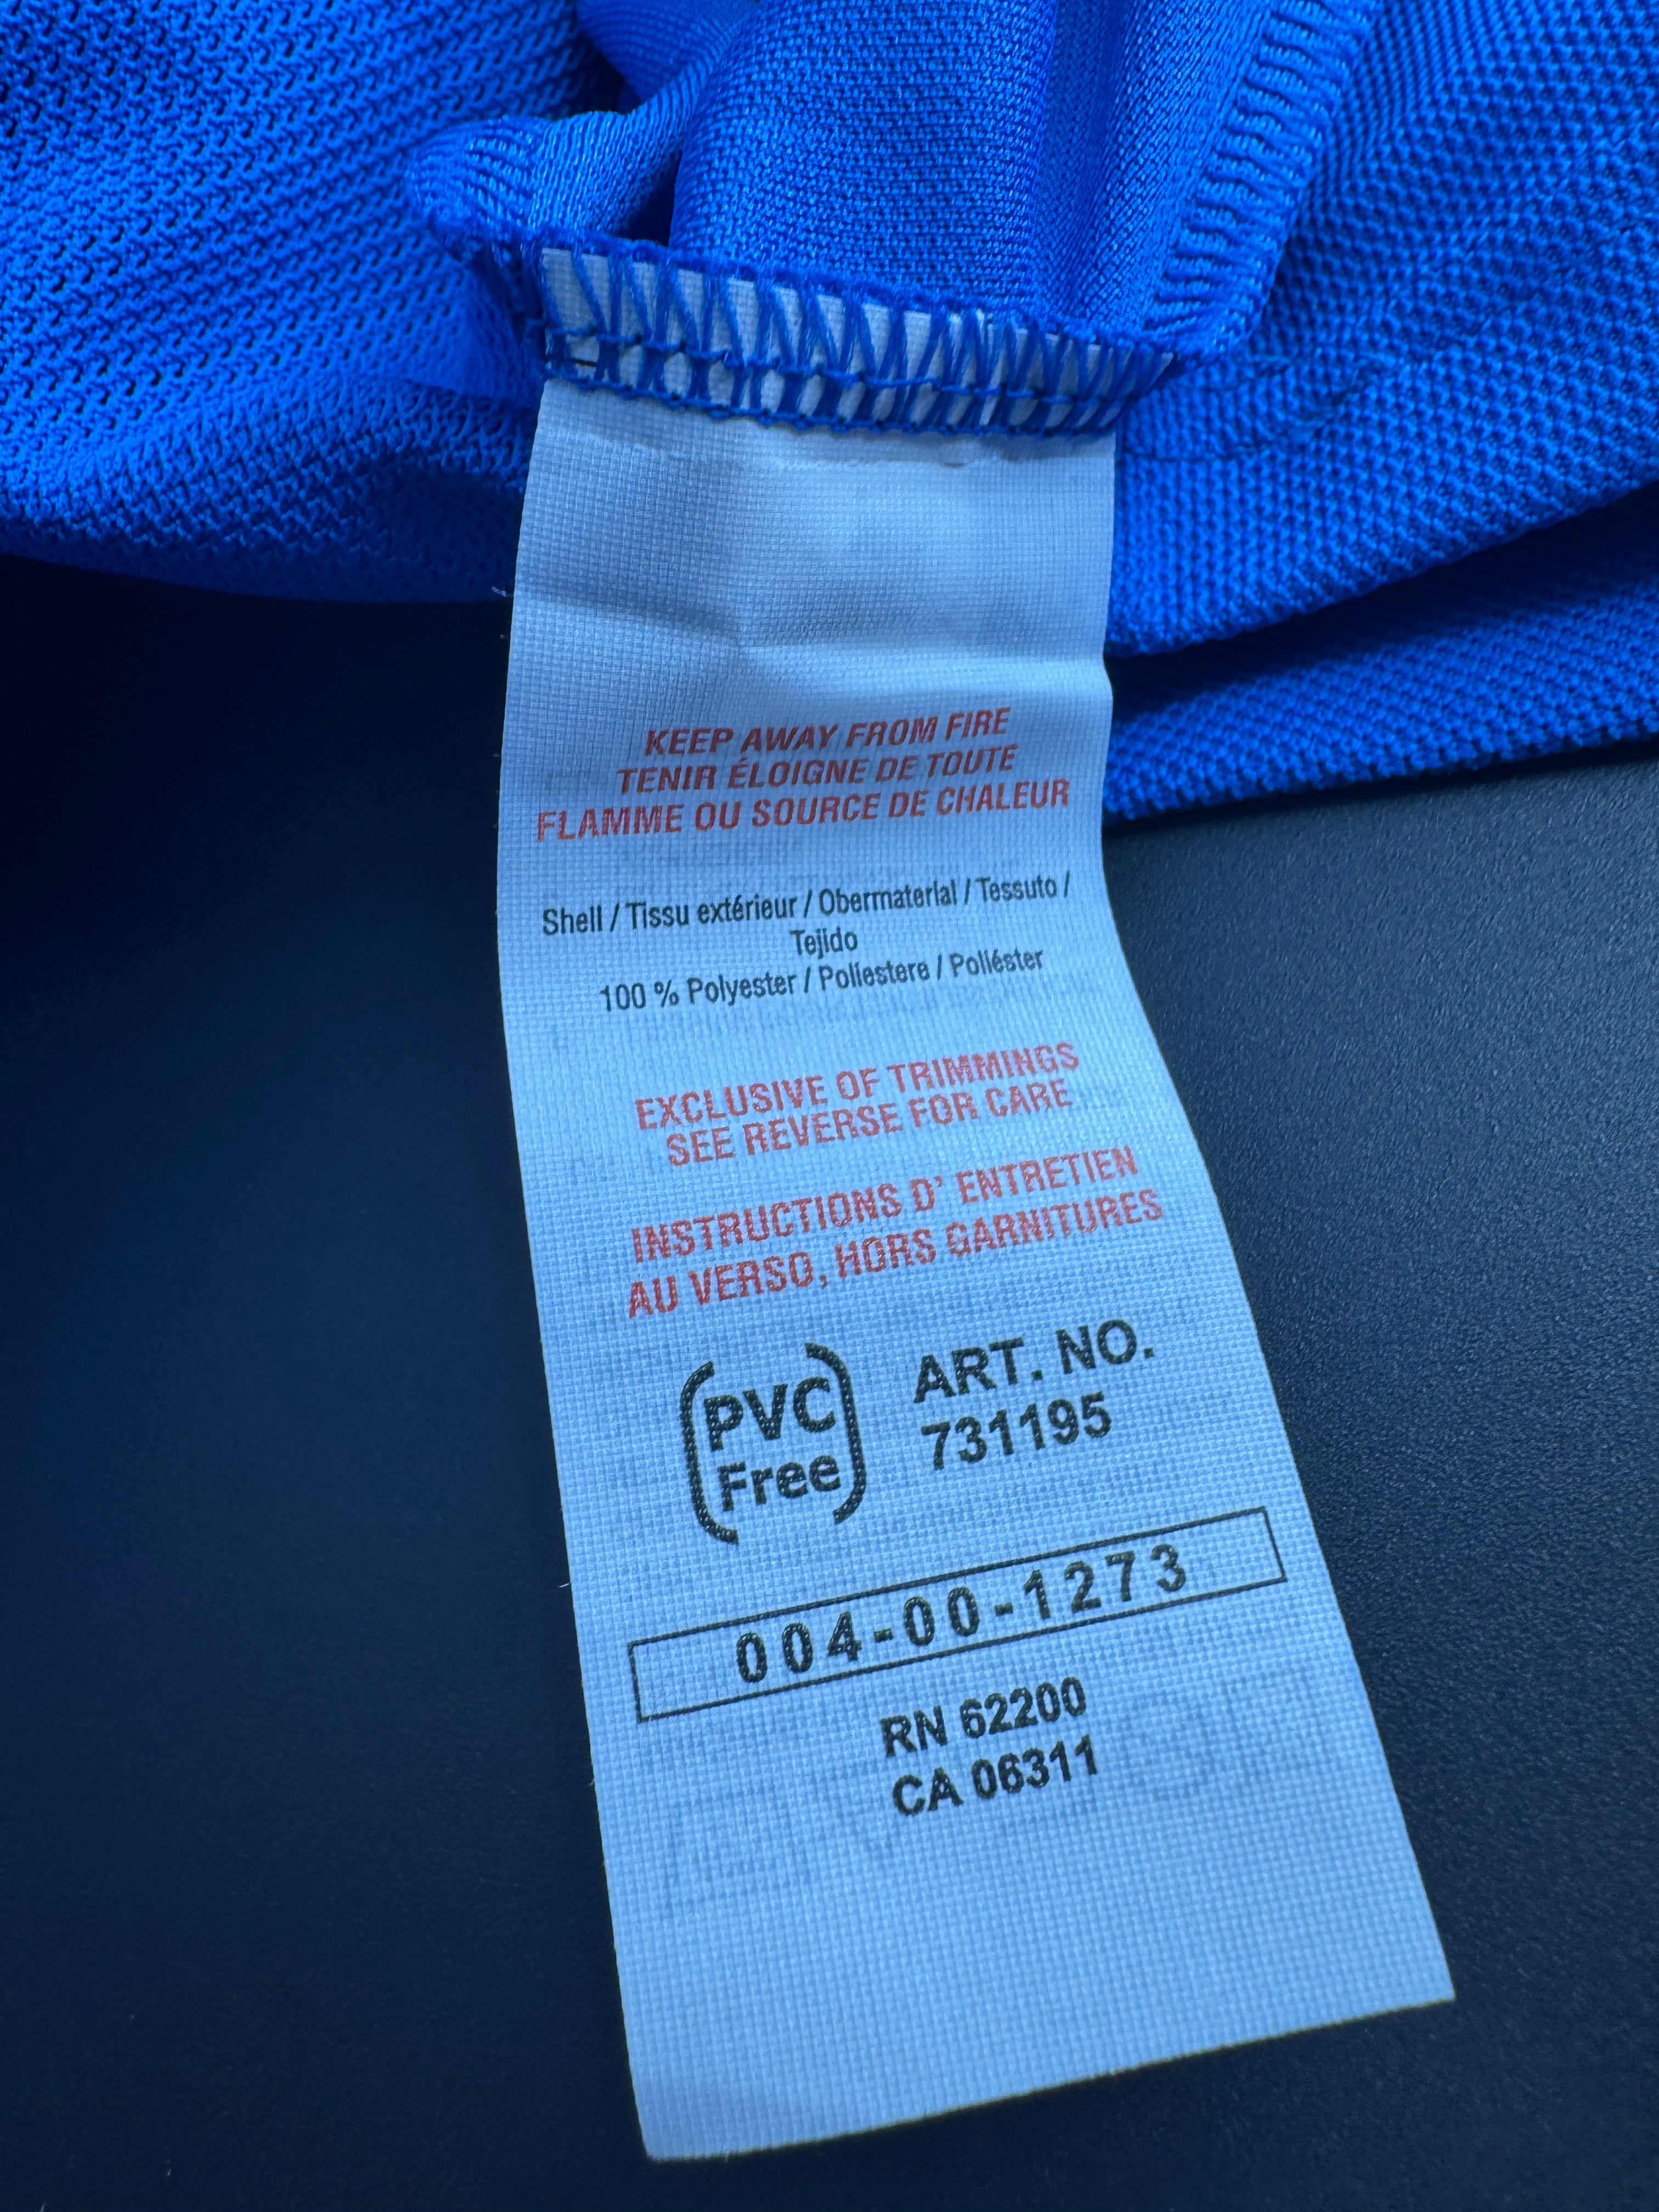 KEEP AWAY FROM FIRE
TENIR ÉLOIGNE DE TOUTE
FLAMME OU SOURCE DE CHALEUR
Shell / Tissu extérieur / Obermaterial / Tessuto /
Tejido
100 % Polyester / Poliestere / Poliéster
EXCLUSIVE OF TRIMMINGS
SEE REVERSE FOR CARE
INSTRUCTIONS D' ENTRETIEN
AU VERSO, HORS GARNITURES
PVC
Free
ART. NO.
731195
004-00-1273
RN 62200
CA 06311